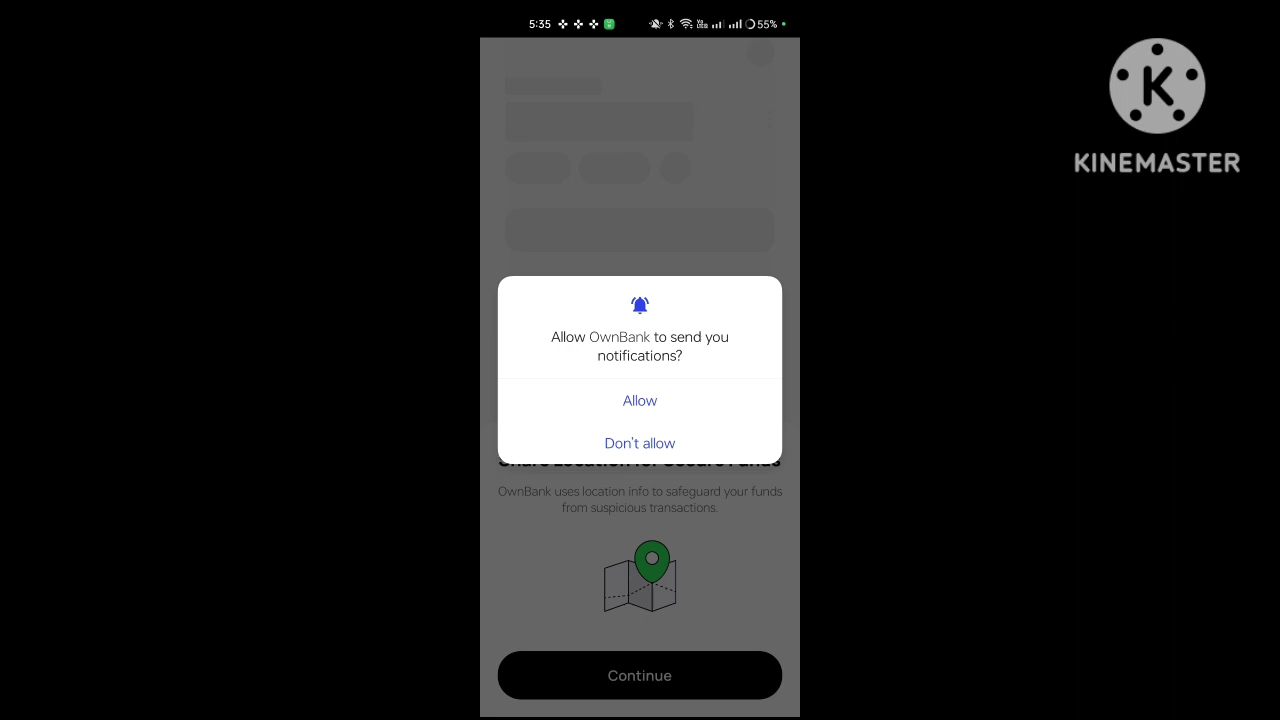 5:35
55%
KINEMASTER
Allow OwnBank to send you
notifications?
Allow
Don't allow
Share Location for Secure Funds
OwnBank uses location info to safeguard your funds
from suspicious transactions.
Continue